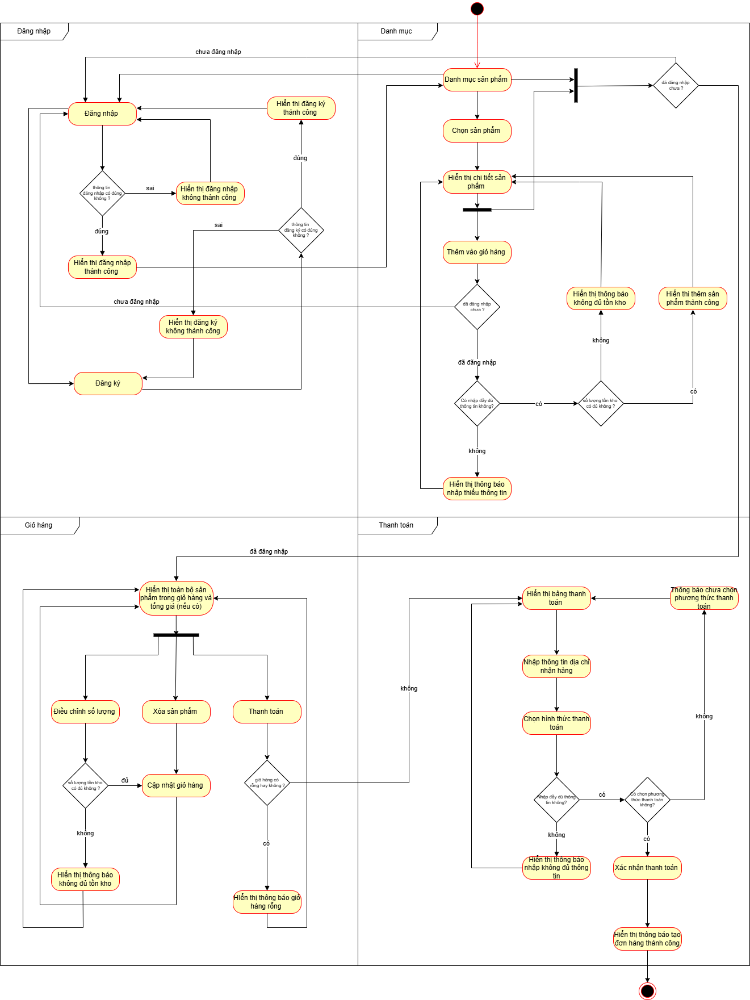 Đăng nhập
Danh mục
chưa đăng nhập
Danh mục sản phẩm
đã đăng nhập
chưa ?
Đăng nhập
Hiển thị đăng ký
thành công
Chọn sản phẩm
đúng
Hiển thị chi tiết sản
phẩm
thông tin
đăng nhập có đúng
không ?
sai
Hiển thị đăng nhập
không thành công
thông tin
đăng ký có đúng
không ?
sai
đúng
Thêm vào giỏ hàng
Hiển thị đăng nhập
thành công
chưa đăng nhập
đã đăng nhập
chưa ?
Hiển thị thông báo
không đủ tồn kho
Hiển thi thêm sản
phẩm thành công
Hiển thị đăng ký
không thành công
không
đã đăng nhập
Đăng ký
có
Có nhập đầy đủ
thông tin không?
có
số lượng tồn kho
có đủ không ?
không
Hiển thị thông báo
nhập thiếu thông tin
Giỏ hàng
Thanh toán
đã đăng nhập
Hiển thị toàn bộ sản
phẩm trong giỏ hàng và
tổng giá (nếu có)
Hiển thị bảng thanh
toán
Thông báo chưa chọn
phương thức thanh
toán
Nhập thông tin địa chỉ
nhận hàng
không
Điều chỉnh số lượng
Xóa sản phẩm
Thanh toán
Chọn hình thức thanh
toán
không
số lượng tồn kho
có đủ không ?
đủ
Cập nhật giỏ hàng
giỏ hàng có
rỗng hay không ?
Nhập đầy đủ thông
tin không?
có
Có chọn phương
thức thanh toán
không?
không
có
không
có
HIển thị thông báo
không đủ tồn kho
Hiển thị thông báo
nhập không đủ thông
tin
Xác nhận thanh toán
HIển thị thông báo giỏ
hàng rỗng
Hiển thị thông báo tạo
đơn hàng thành công